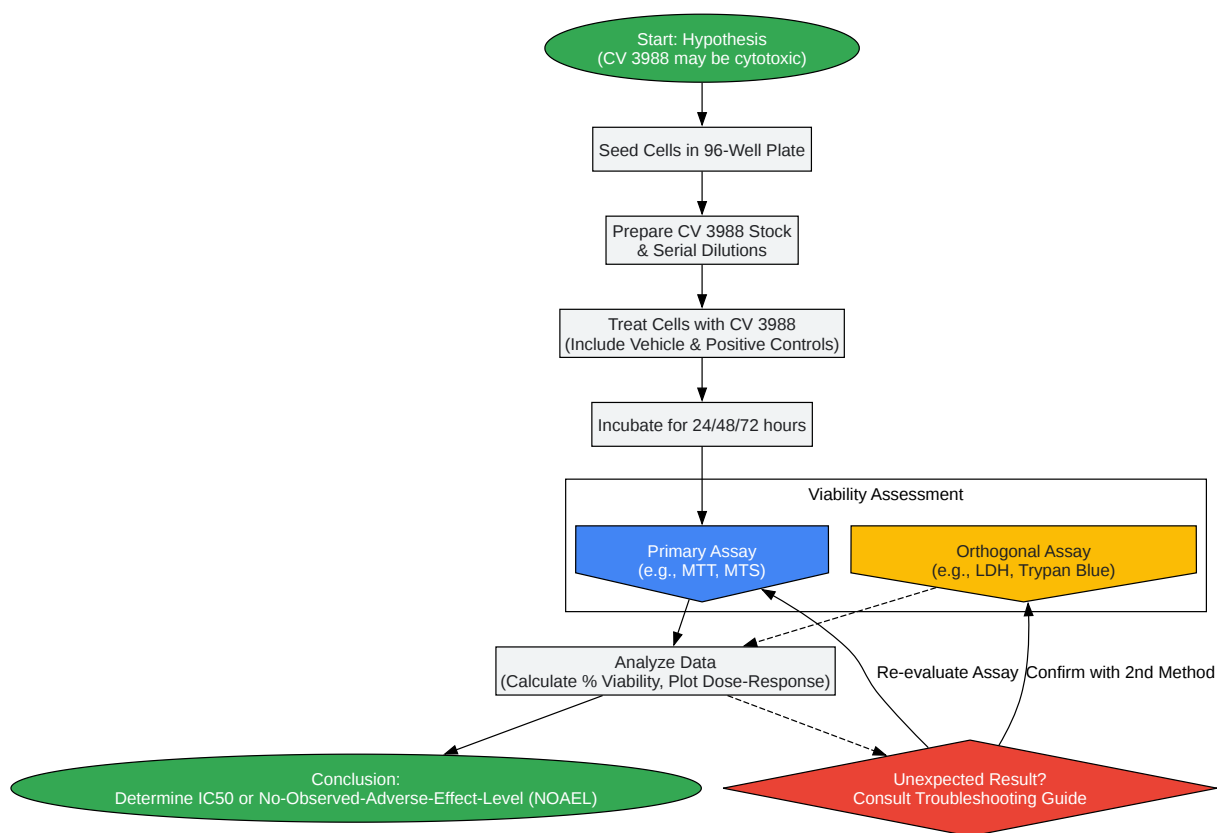 Start: Hypothesis
(CV 3988 may be cytotoxic)
Seed Cells in 96-Well Plate
Prepare CV 3988 Stock
& Serial Dilutions
Treat Cells with CV 3988
(Include Vehicle & Positive Controls)
Incubate for 24/48/72 hours
Viability Assessment
Primary Assay
(e.g., MTT, MTS)
Orthogonal Assay
(e.g., LDH, Trypan Blue)
Analyze Data
(Calculate % Viability, Plot Dose-Response)
Re-evaluate Assay
Confirm with 2nd Method
Conclusion:
Determine IC50 or No-Observed-Adverse-Effect-Level (NOAEL)
Unexpected Result?
Consult Troubleshooting Guide